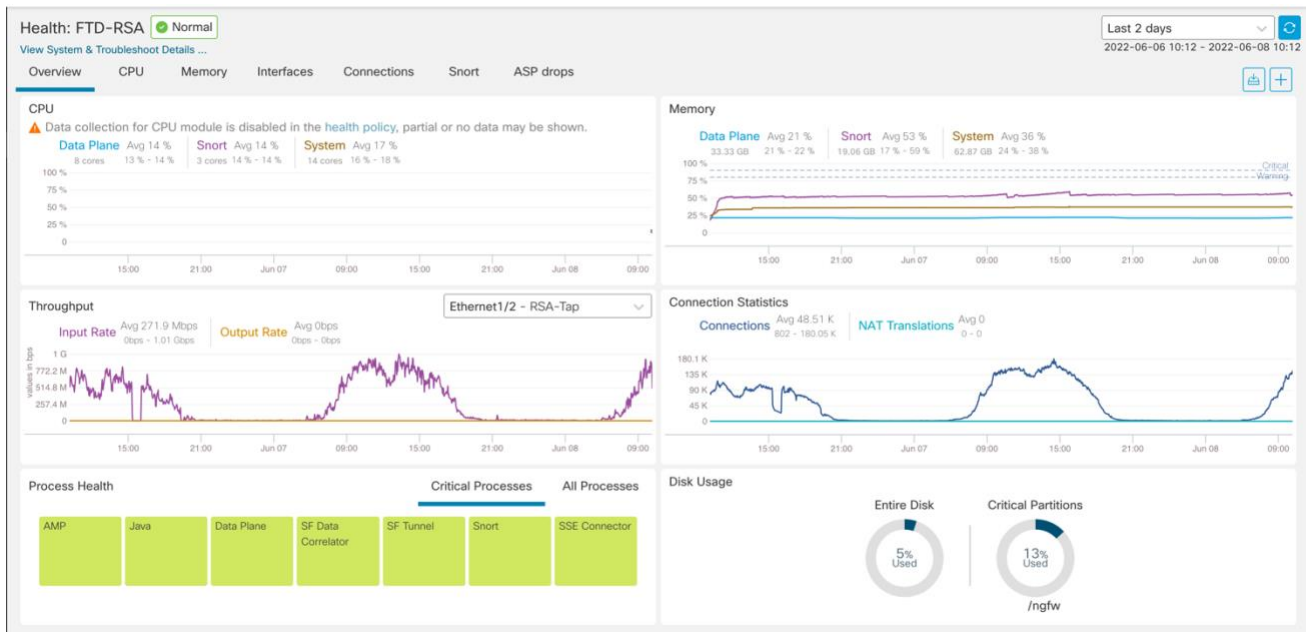 Health: FTD-RSA Normal
Last 2 days
View System & Troubleshoot Details ...
2022-06-06 10:12 - 2022-06-08 10:12
Overview CPU Memory Interfaces Connections Snort ASP drops
CPU
Data collection for CPU module is disabled in the health policy, partial or no data may be shown.
Data Plane Avg 14 % Snort Avg 14 % System Avg 17 %
8 cores 13 % - 14 % 3 cores 14 % - 14 % 14 cores 16 % - 18 %
100 %
75 %
50 %
25 %
0
15:00 21:00 Jun 07 09:00 15:00 21:00 Jun 08 09:00
Memory
Data Plane Avg 21 % Snort Avg 53 % System Avg 36 %
33.33 GB 21 % - 22 % 19.06 GB 17 % - 59 % 62.87 GB 24 % - 38 %
100 %
Critical
75 %
Warning
50 %
25 %
0
15:00 21:00 Jun 07 09:00 15:00 21:00 Jun 08 09:00
Throughput
Ethernet1/2 - RSA-Tap
Input Rate Avg 271.9 Mbps Output Rate Avg 0bps
0bps - 1.01 Gbps 0bps - 0bps
values in bps
1 G
772.2 M
514.8 M
257.4 M
0
15:00 21:00 Jun 07 09:00 15:00 21:00 Jun 08 09:00
Connection Statistics
Connections Avg 48.51 K NAT Translations Avg 0
802 - 180.05 K 0 - 0
180.1 K
135 K
90 K
45 K
0
15:00 21:00 Jun 07 09:00 15:00 21:00 Jun 08 09:00
Process Health
Critical Processes All Processes
AMP Java Data Plane SF Data Correlator SF Tunnel Snort SSE Connector
Disk Usage
Entire Disk Critical Partitions
5%
Used
13%
Used
/ngfw